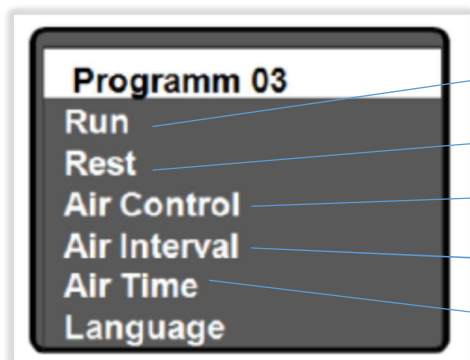 Programm 03
Run
Rest
Air Control
Air Interval
Air Time
Language